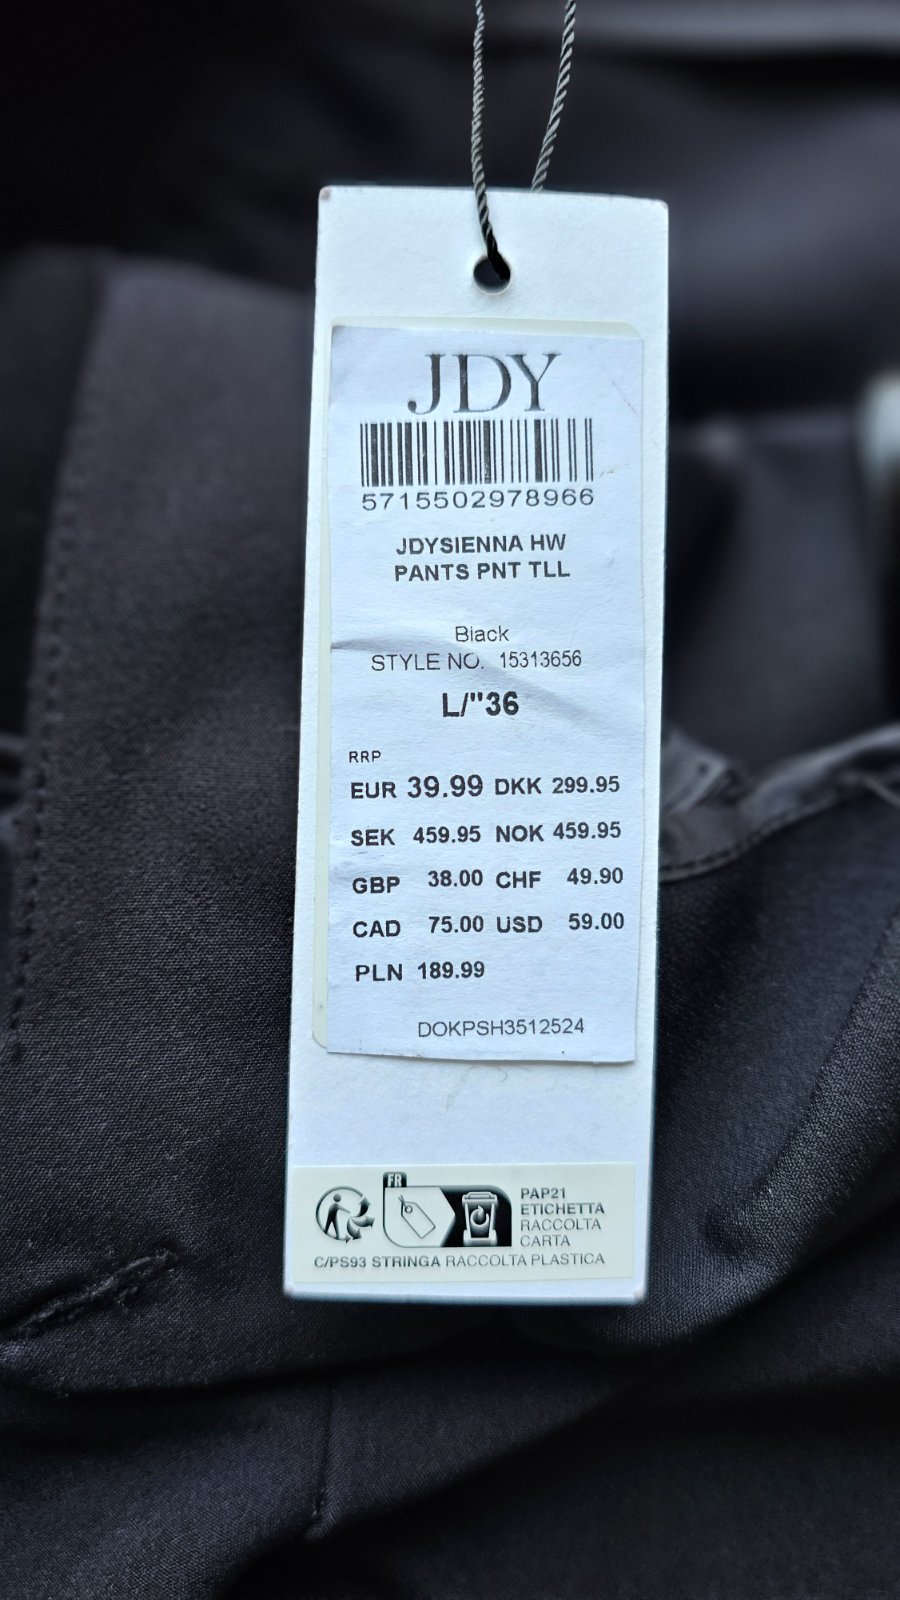 JDY
5715502978966
JDYSIENNA HW
PANTS PNT TLL
Black
STYLE NO. 15313656
L/"36
RRP
EUR 39.99 DKK 299.95
SEK 459.95 NOK 459.95
GBP 38.00 CHF 49.90
CAD 75.00 USD 59.00
PLN 189.99
DOKPSH3512524
FR
PAP21
ETICHETTA
RACCOLTA
CARTA
C/PS93 STRINGA RACCOLTA PLASTICA